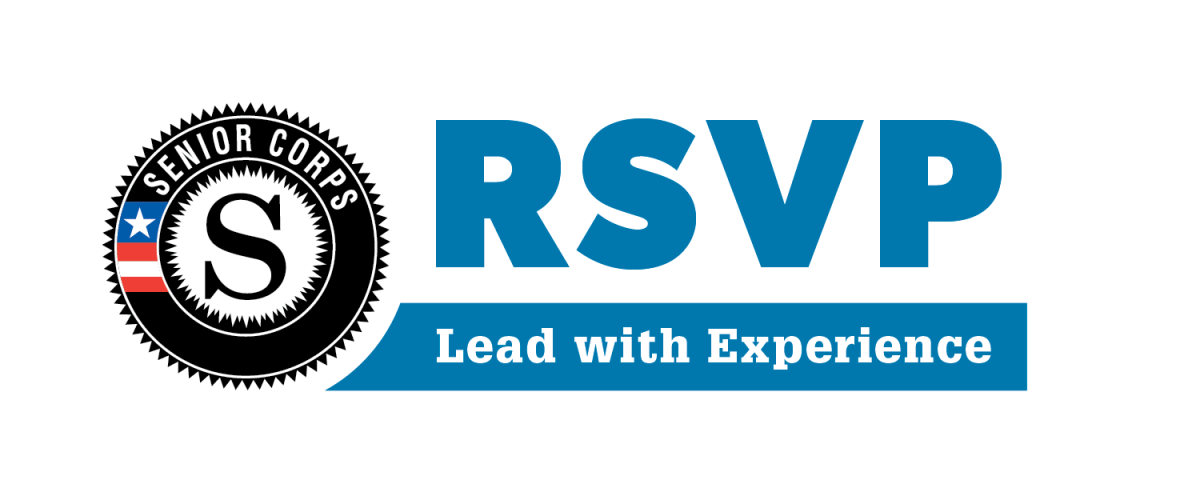 SENIOR CORPS
S
RSVP
Lead with Experience